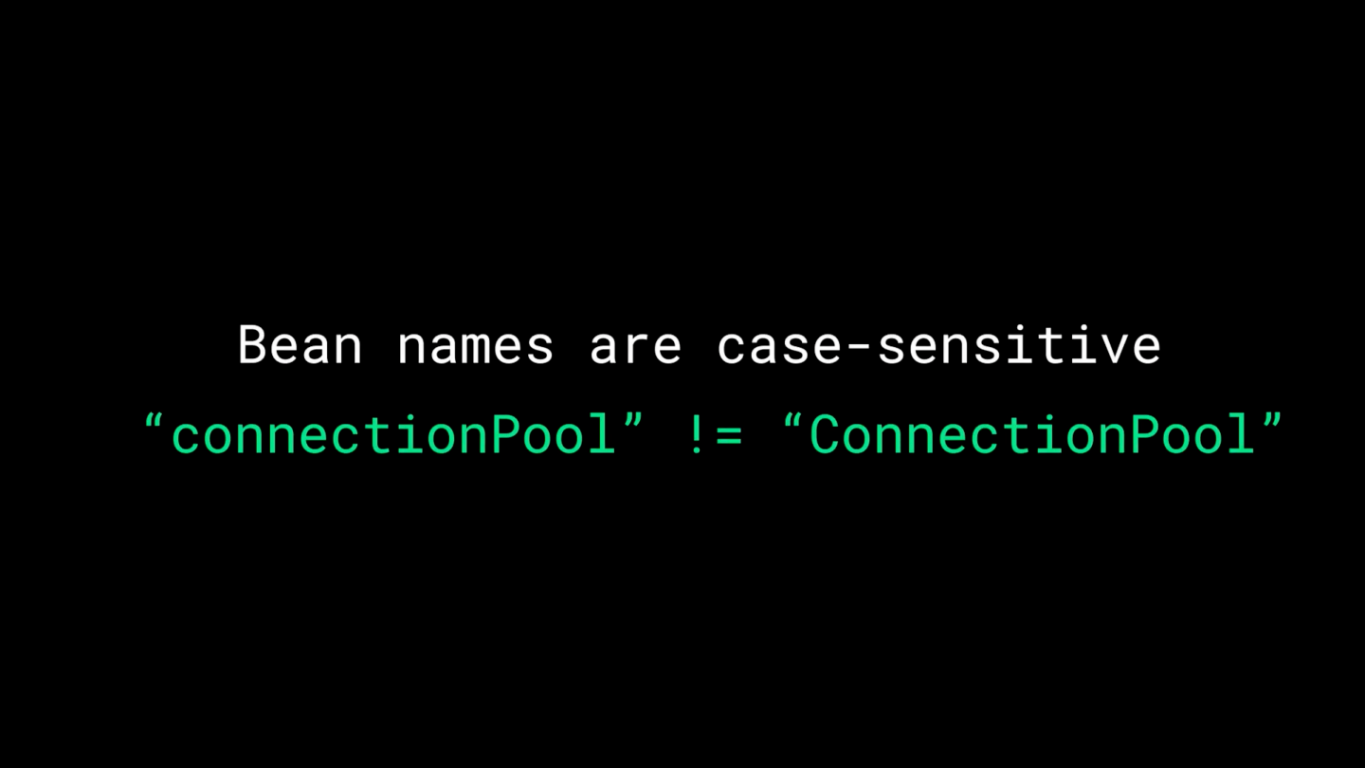 Bean names are case-sensitive
“connectionPool” != “ConnectionPool”